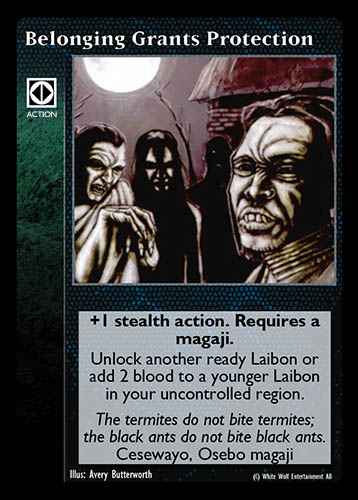 Belonging Grants Protection
ACTION
+1 stealth action. Requires a
magaji.
Unlock another ready Laibon or
add 2 blood to a younger Laibon
in your uncontrolled region.
The termites do not bite termites;
the black ants do not bite black ants.
Cesewayo, Osebo magaji
Illus: Avery Butterworth
(C) White Wolf Entertainment AB